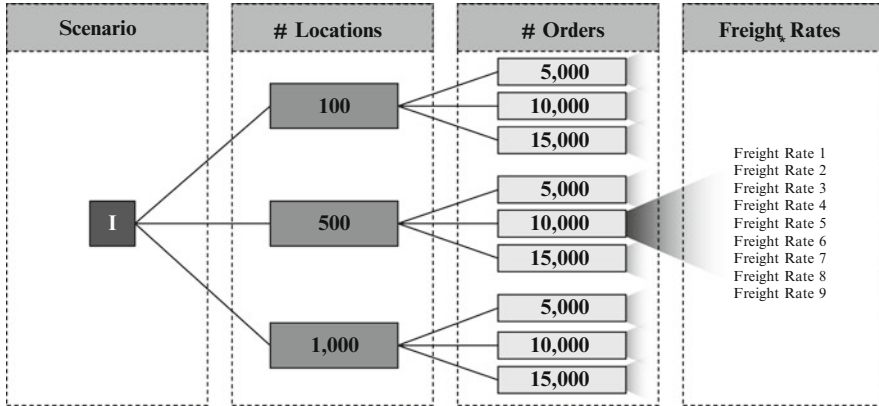 Scenario
# Locations
# Orders
Freight* Rates
I
100
500
1,000
5,000
10,000
15,000
5,000
10,000
15,000
5,000
10,000
15,000
Freight Rate 1
Freight Rate 2
Freight Rate 3
Freight Rate 4
Freight Rate 5
Freight Rate 6
Freight Rate 7
Freight Rate 8
Freight Rate 9